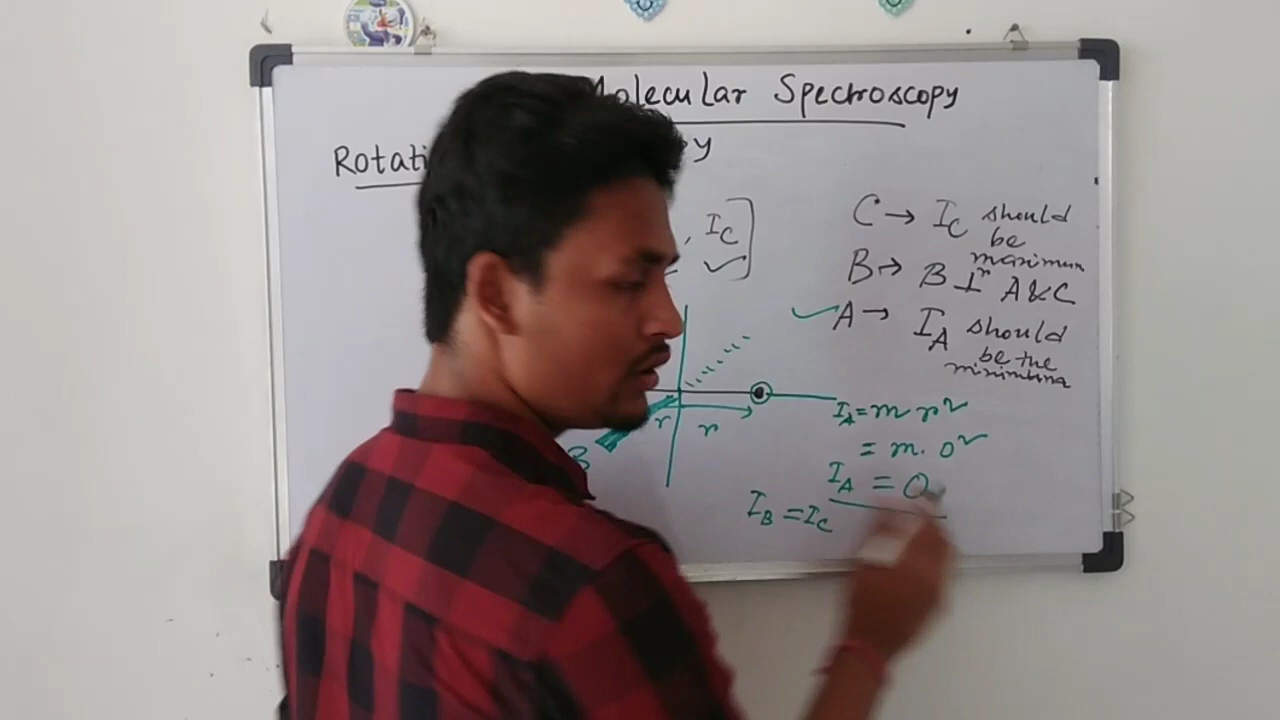 Molecular Spectroscopy
Rotati py
, I_C]
C → I_C should
be
maximum
B → B ⊥r A & C
A → I_A should
be the
minimum
I_A = m r²
r r
= m. 0²
B
I_A = 0
I_B = I_C